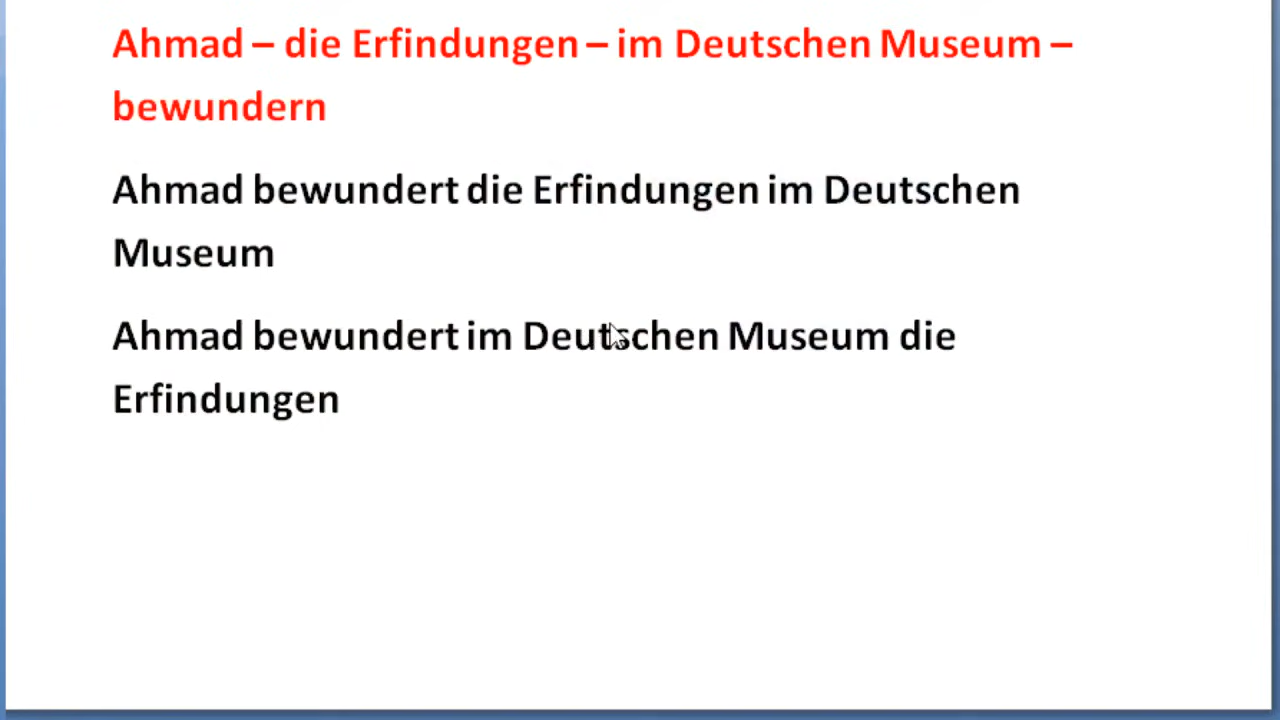 Ahmad – die Erfindungen – im Deutschen Museum –
bewundern
Ahmad bewundert die Erfindungen im Deutschen
Museum
Ahmad bewundert im Deutschen Museum die
Erfindungen